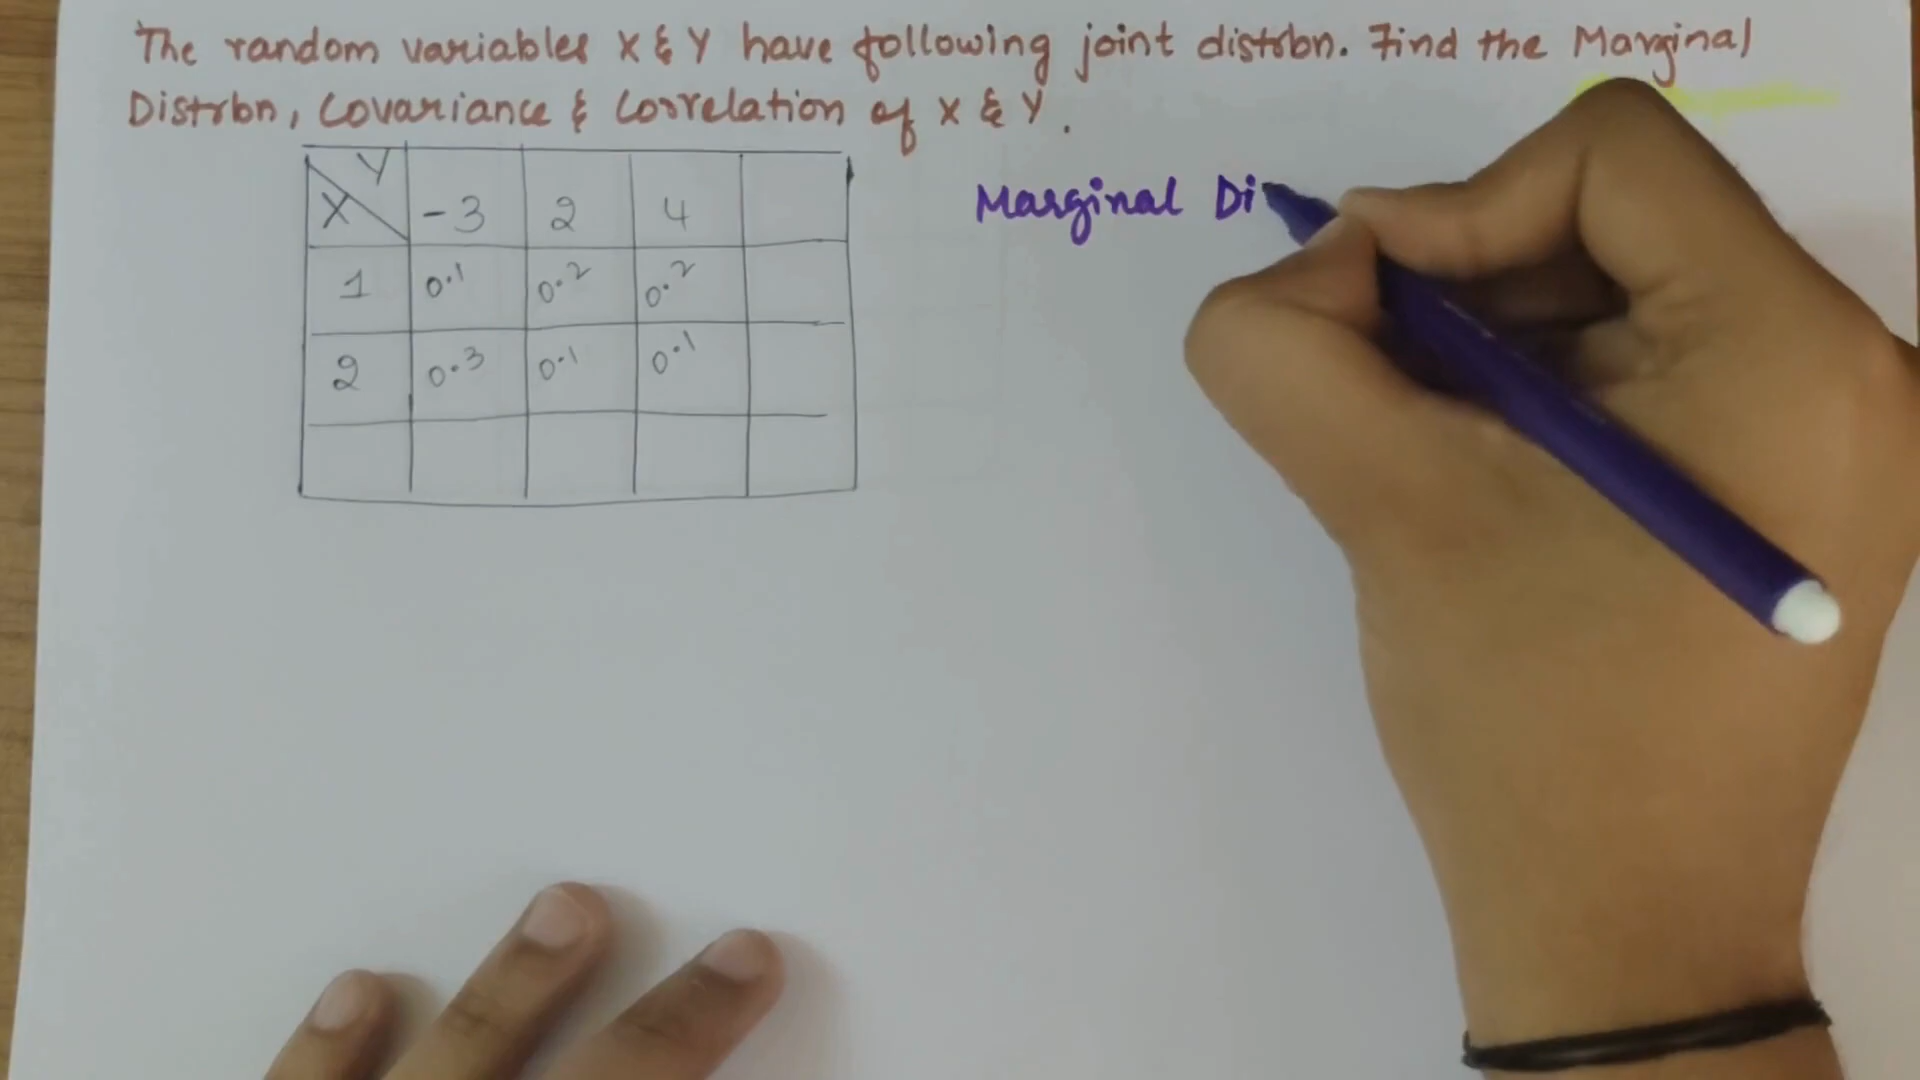 The random variables X & Y have following joint distrbn. Find the Marginal
Distrbn, Covariance & Correlation of X & Y.
Y
X -3 2 4
1 0.1 0.2 0.2
2 0.3 0.1 0.1
Marginal Di